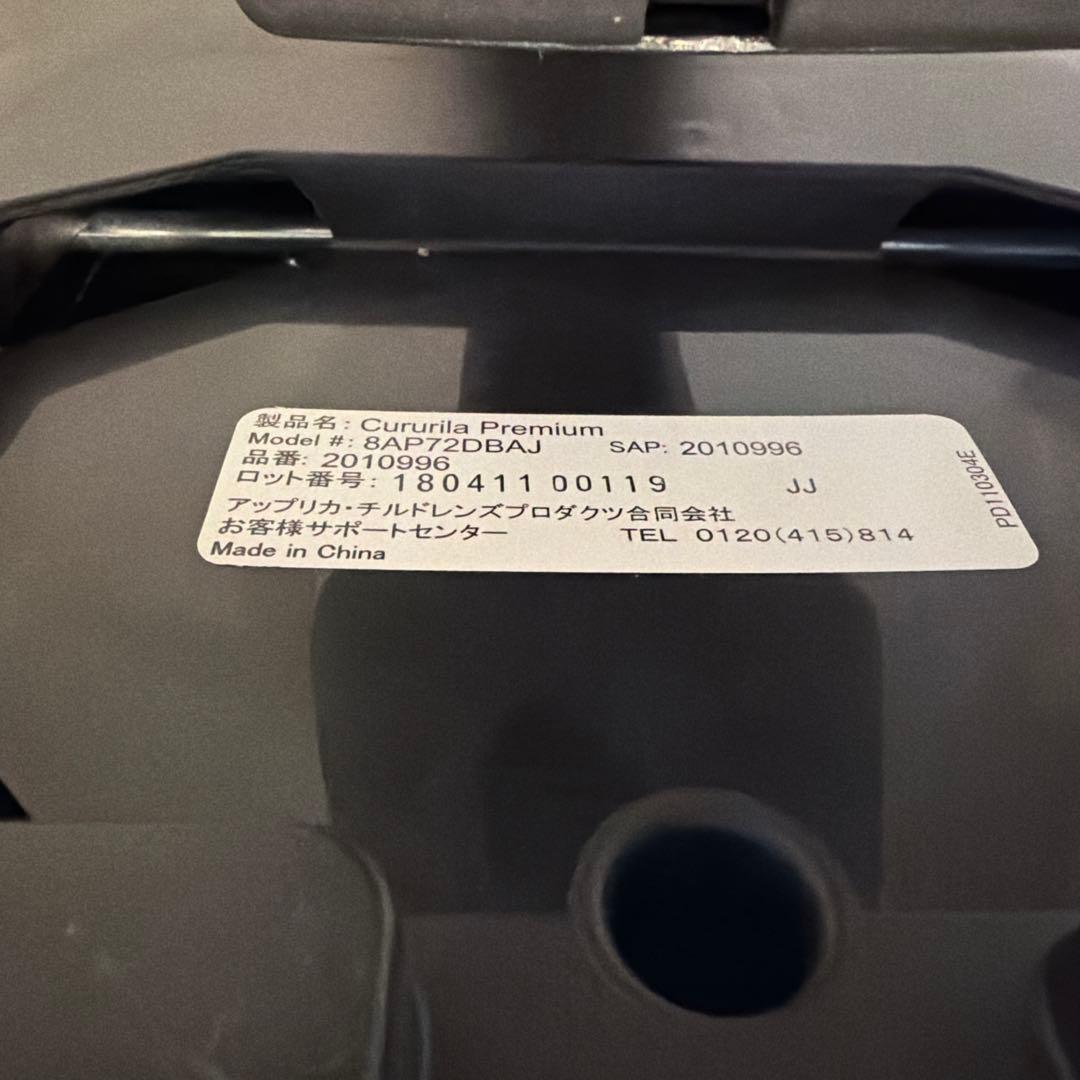 製品名: Cururila Premium
Model #: 8AP72DBAJ SAP: 2010996
品番: 2010996
ロット番号: 180411 00119 JJ
アップリカ・チルドレンズプロダクツ合同会社
お客様サポートセンター TEL 0120(415)814
Made in China
PD110304E